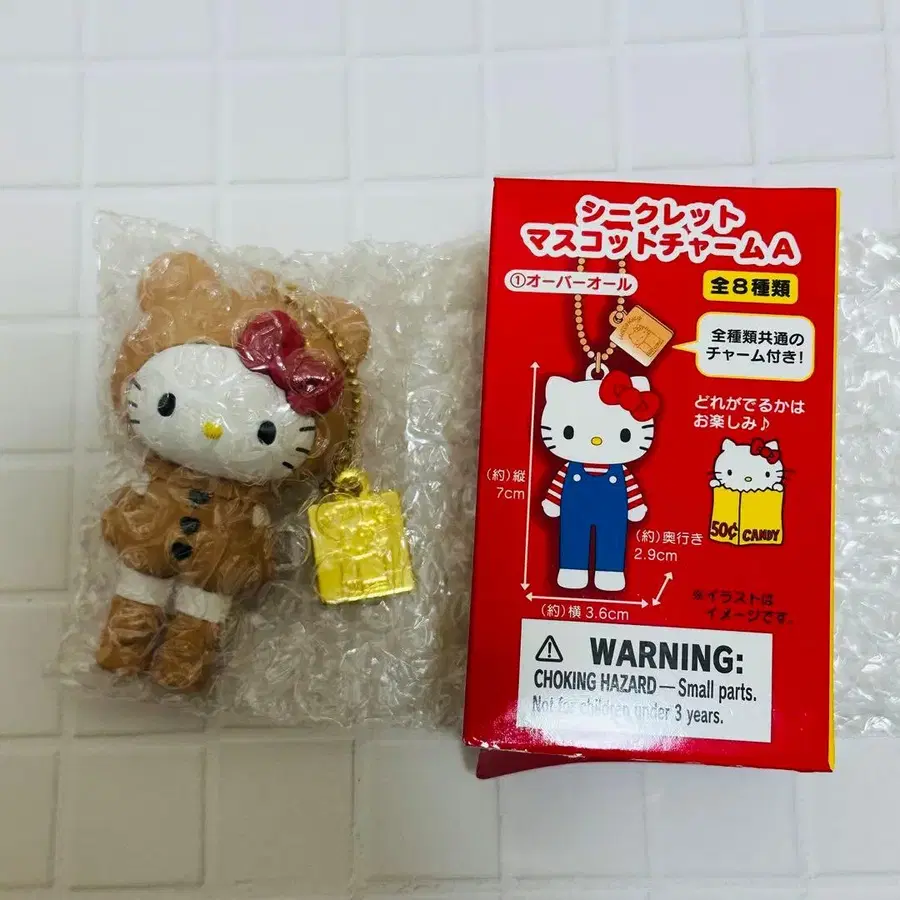 シークレット
マスコットチャームA
①オーバーオール
全8種類
全種類共通の
チャーム付き!
どれがでるかは
お楽しみ♪
(約)縦
7cm
50¢ CANDY
(約)奥行き
2.9cm
(約)横3.6cm
※イラストは
イメージです。
⚠ WARNING:
CHOKING HAZARD — Small parts.
Not for children under 3 years.